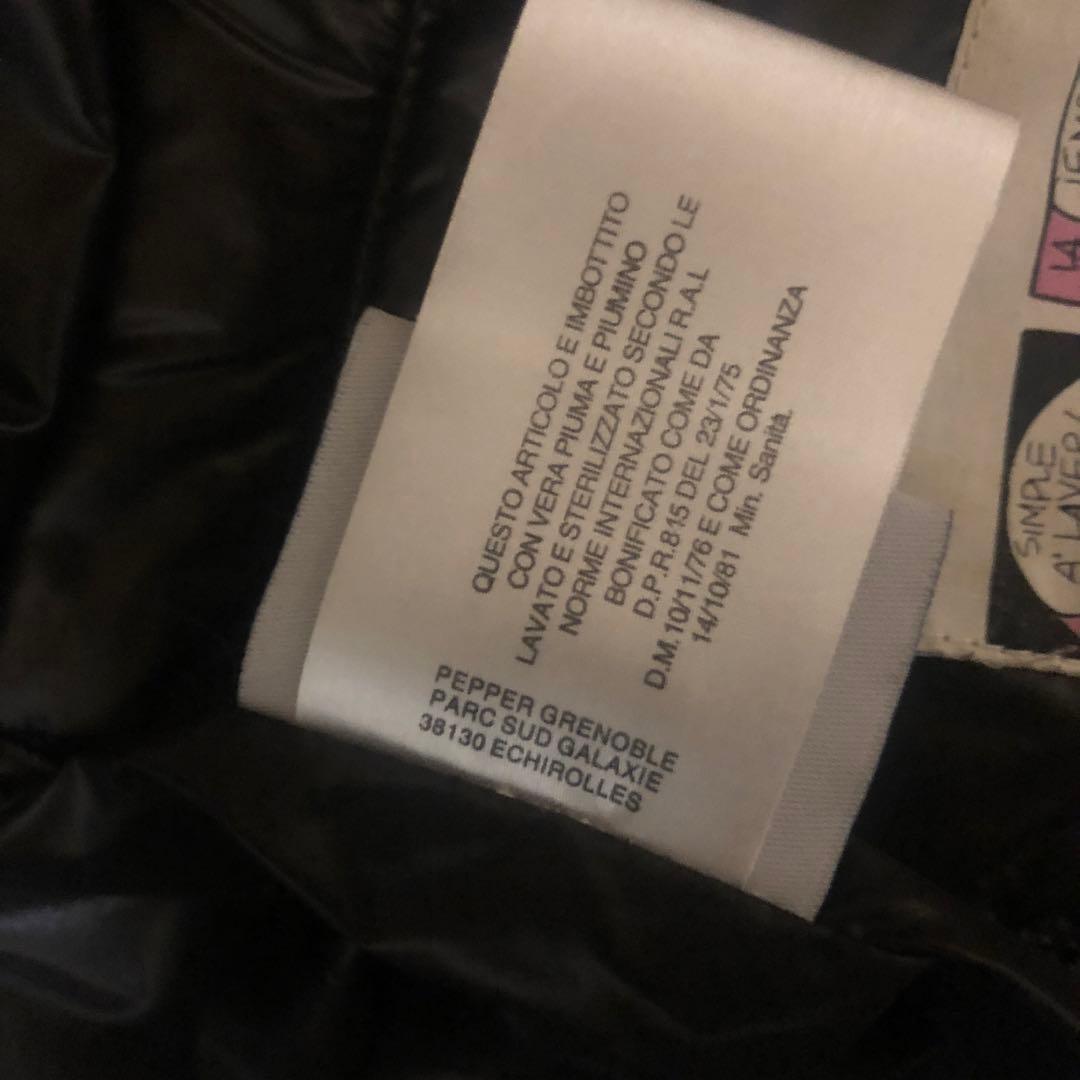 QUESTO ARTICOLO E IMBOTTITO
CON VERA PIUMA E PIUMINO
LAVATO E STERILIZZATO SECONDO LE
NORME INTERNAZIONALI R.A.L
BONIFICATO COME DA
D.P.R.815 DEL 23/1/75
D.M.10/11/76 E COME ORDINANZA
14/10/81 Min. Sanità.
PEPPER GRENOBLE
PARC SUD GALAXIE
38130 ECHIROLLES
LA
SIMPLE
A'